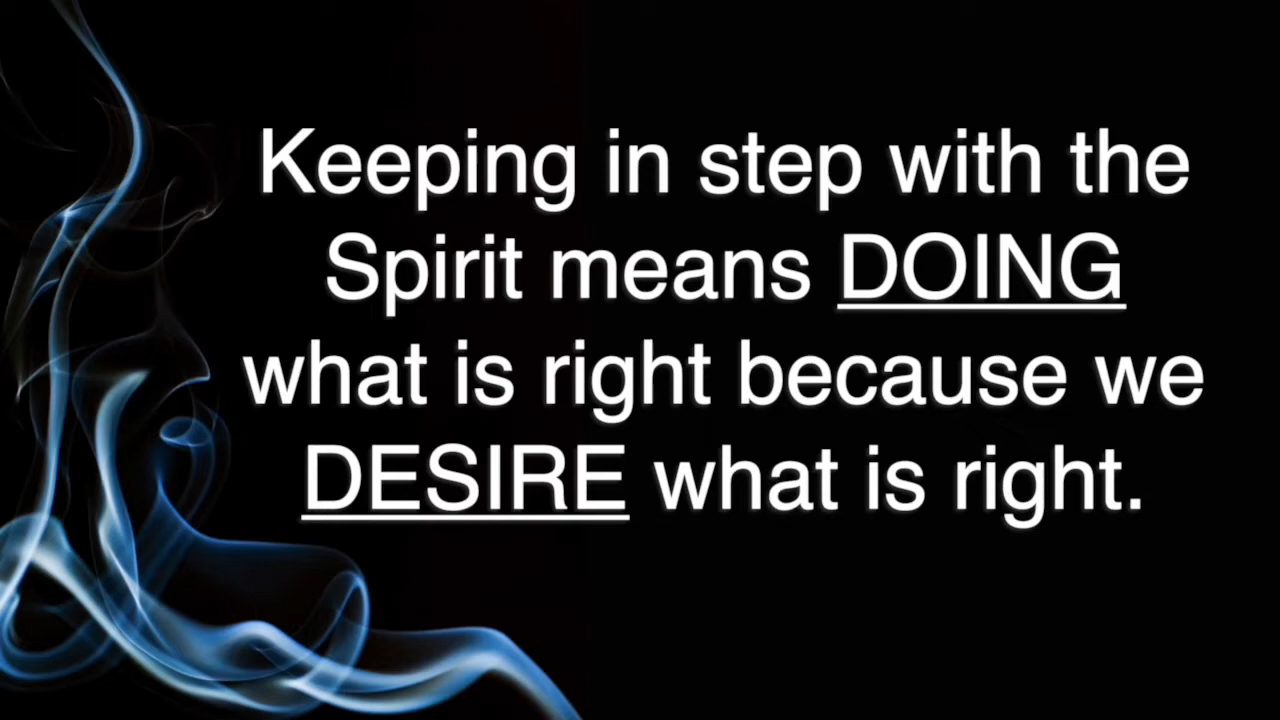 Keeping in step with the
Spirit means DOING
what is right because we
DESIRE what is right.